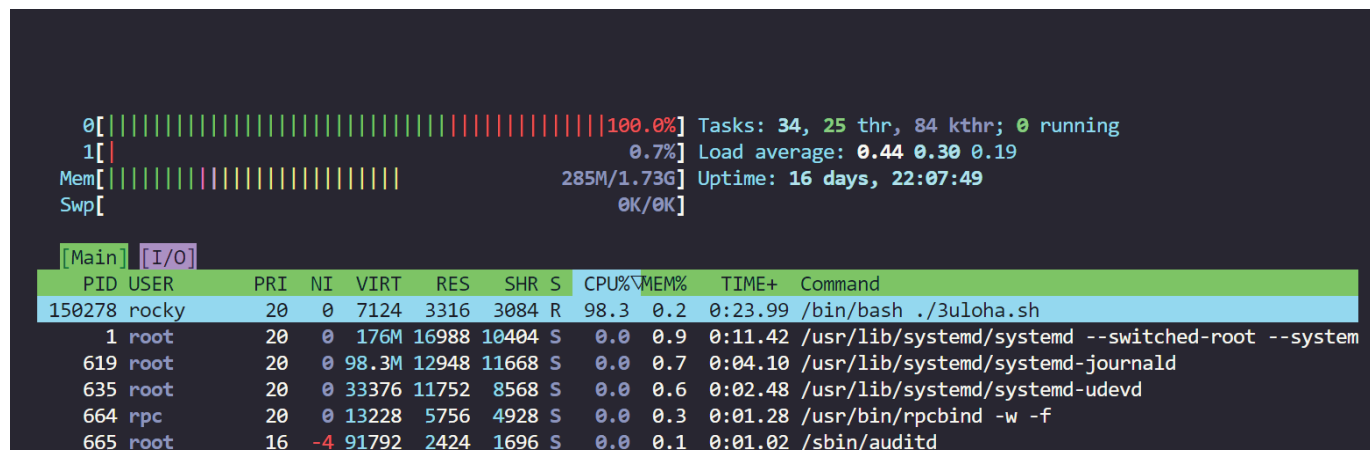 0[||||||||||||||||||||||||||||||||||||||||||||100.0%] Tasks: 34, 25 thr, 84 kthr; 0 running
1[| 0.7%] Load average: 0.44 0.30 0.19
Mem[|||||||||||||||||||||||||| 285M/1.73G] Uptime: 16 days, 22:07:49
Swp[ 0K/0K]
[Main] [I/O]
PID USER PRI NI VIRT RES SHR S CPU%▽MEM% TIME+ Command
150278 rocky 20 0 7124 3316 3084 R 98.3 0.2 0:23.99 /bin/bash ./3uloha.sh
1 root 20 0 176M 16988 10404 S 0.0 0.9 0:11.42 /usr/lib/systemd/systemd --switched-root --system
619 root 20 0 98.3M 12948 11668 S 0.0 0.7 0:04.10 /usr/lib/systemd/systemd-journald
635 root 20 0 33376 11752 8568 S 0.0 0.6 0:02.48 /usr/lib/systemd/systemd-udevd
664 rpc 20 0 13228 5756 4928 S 0.0 0.3 0:01.28 /usr/bin/rpcbind -w -f
665 root 16 -4 91792 2424 1696 S 0.0 0.1 0:01.02 /sbin/auditd